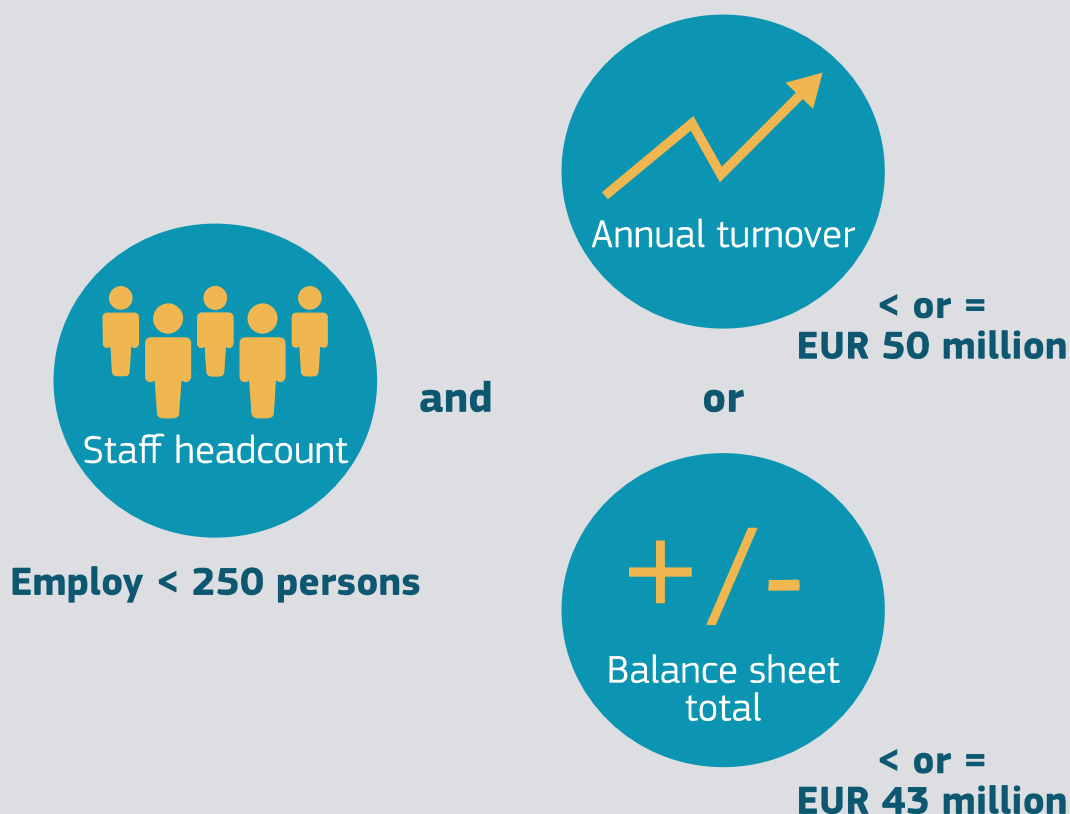 Staff headcount
Employ < 250 persons
and
Annual turnover
< or =
EUR 50 million
or
+/-
Balance sheet
total
< or =
EUR 43 million